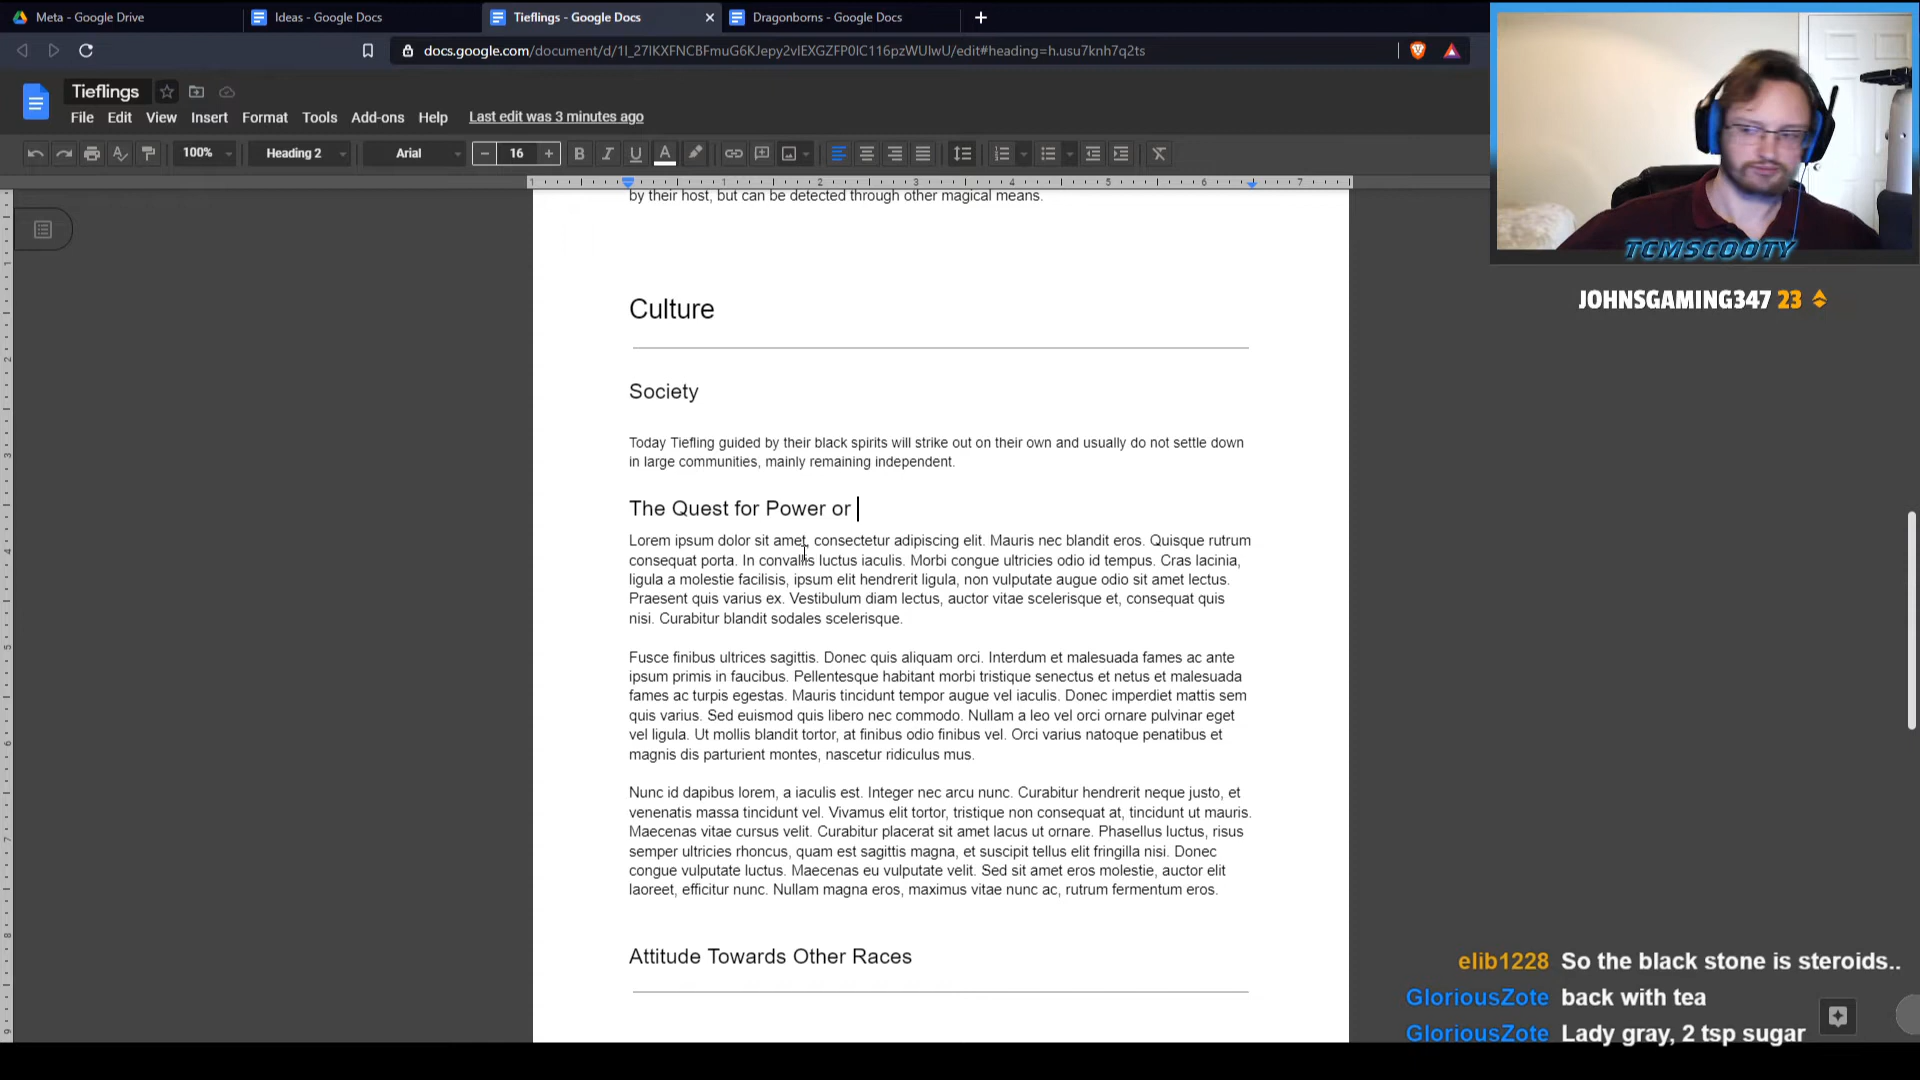 Meta - Google Drive
Ideas - Google Docs
Tieflings - Google Docs
Dragonborns - Google Docs
docs.google.com/document/d/1I_27IKXFNCBFmuG6KJepy2vIEXGZFP0IC116pzWUIwU/edit#heading=h.usu7knh7q2ts
Tieflings
File Edit View Insert Format Tools Add-ons Help Last edit was 3 minutes ago
100% Heading 2 Arial 16 B I U A
1 1 2 3 4 5 6 7
by their host, but can be detected through other magical means.
Culture
Society
Today Tiefling guided by their black spirits will strike out on their own and usually do not settle down
in large communities, mainly remaining independent.
The Quest for Power or
Lorem ipsum dolor sit amet, consectetur adipiscing elit. Mauris nec blandit eros. Quisque rutrum
consequat porta. In convallis luctus iaculis. Morbi congue ultricies odio id tempus. Cras lacinia,
ligula a molestie facilisis, ipsum elit hendrerit ligula, non vulputate augue odio sit amet lectus.
Praesent quis varius ex. Vestibulum diam lectus, auctor vitae scelerisque et, consequat quis
nisi. Curabitur blandit sodales scelerisque.
Fusce finibus ultrices sagittis. Donec quis aliquam orci. Interdum et malesuada fames ac ante
ipsum primis in faucibus. Pellentesque habitant morbi tristique senectus et netus et malesuada
fames ac turpis egestas. Mauris tincidunt tempor augue vel iaculis. Donec imperdiet mattis sem
quis varius. Sed euismod quis libero nec commodo. Nullam a leo vel orci ornare pulvinar eget
vel ligula. Ut mollis blandit tortor, at finibus odio finibus vel. Orci varius natoque penatibus et
magnis dis parturient montes, nascetur ridiculus mus.
Nunc id dapibus lorem, a iaculis est. Integer nec arcu nunc. Curabitur hendrerit neque justo, et
venenatis massa tincidunt vel. Vivamus elit tortor, tristique non consequat at, tincidunt ut mauris.
Maecenas vitae cursus velit. Curabitur placerat sit amet lacus ut ornare. Phasellus luctus, risus
semper ultricies rhoncus, quam est sagittis magna, et suscipit tellus elit fringilla nisi. Donec
congue vulputate luctus. Maecenas eu vulputate velit. Sed sit amet eros molestie, auctor elit
laoreet, efficitur nunc. Nullam magna eros, maximus vitae nunc ac, rutrum fermentum eros.
Attitude Towards Other Races
TCMSCOOTY
JOHNSGAMING347 23
elib1228 So the black stone is steroids..
GloriousZote back with tea
GloriousZote Lady gray, 2 tsp sugar